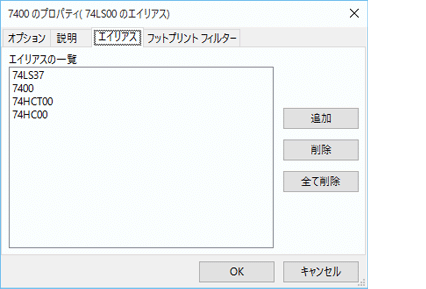 7400 のプロパティ( 74LS00 のエイリアス)
オプション 説明 エイリアス フットプリント フィルター
エイリアスの一覧
74LS37
7400
74HCT00
74HC00
追加
削除
全て削除
OK キャンセル